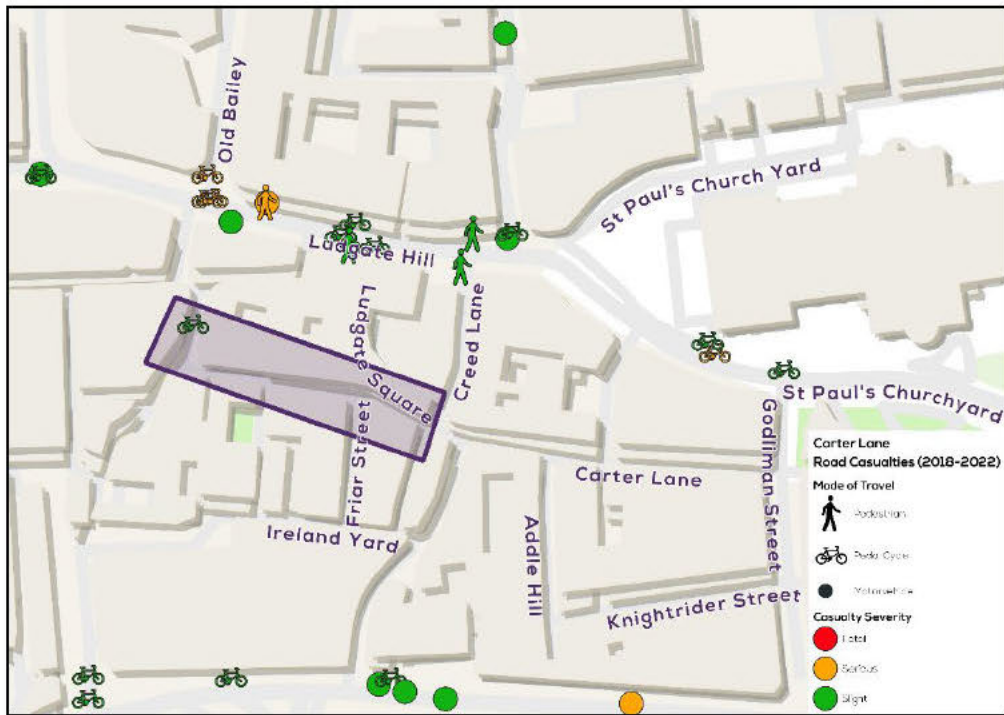 Old Bailey
St Paul's Church Yard
Ludgate Hill
Ludgate Square
Creed Lane
St Paul's Churchyard
Friar Street
Carter Lane
Godliman Street
Ireland Yard
Addle Hill
Knightrider Street
Carter Lane
Road Casualties (2018-2022)
Mode of Travel
Pedestrian
Pedal Cycle
Motorvehicle
Casualty Severity
Fatal
Serious
Slight